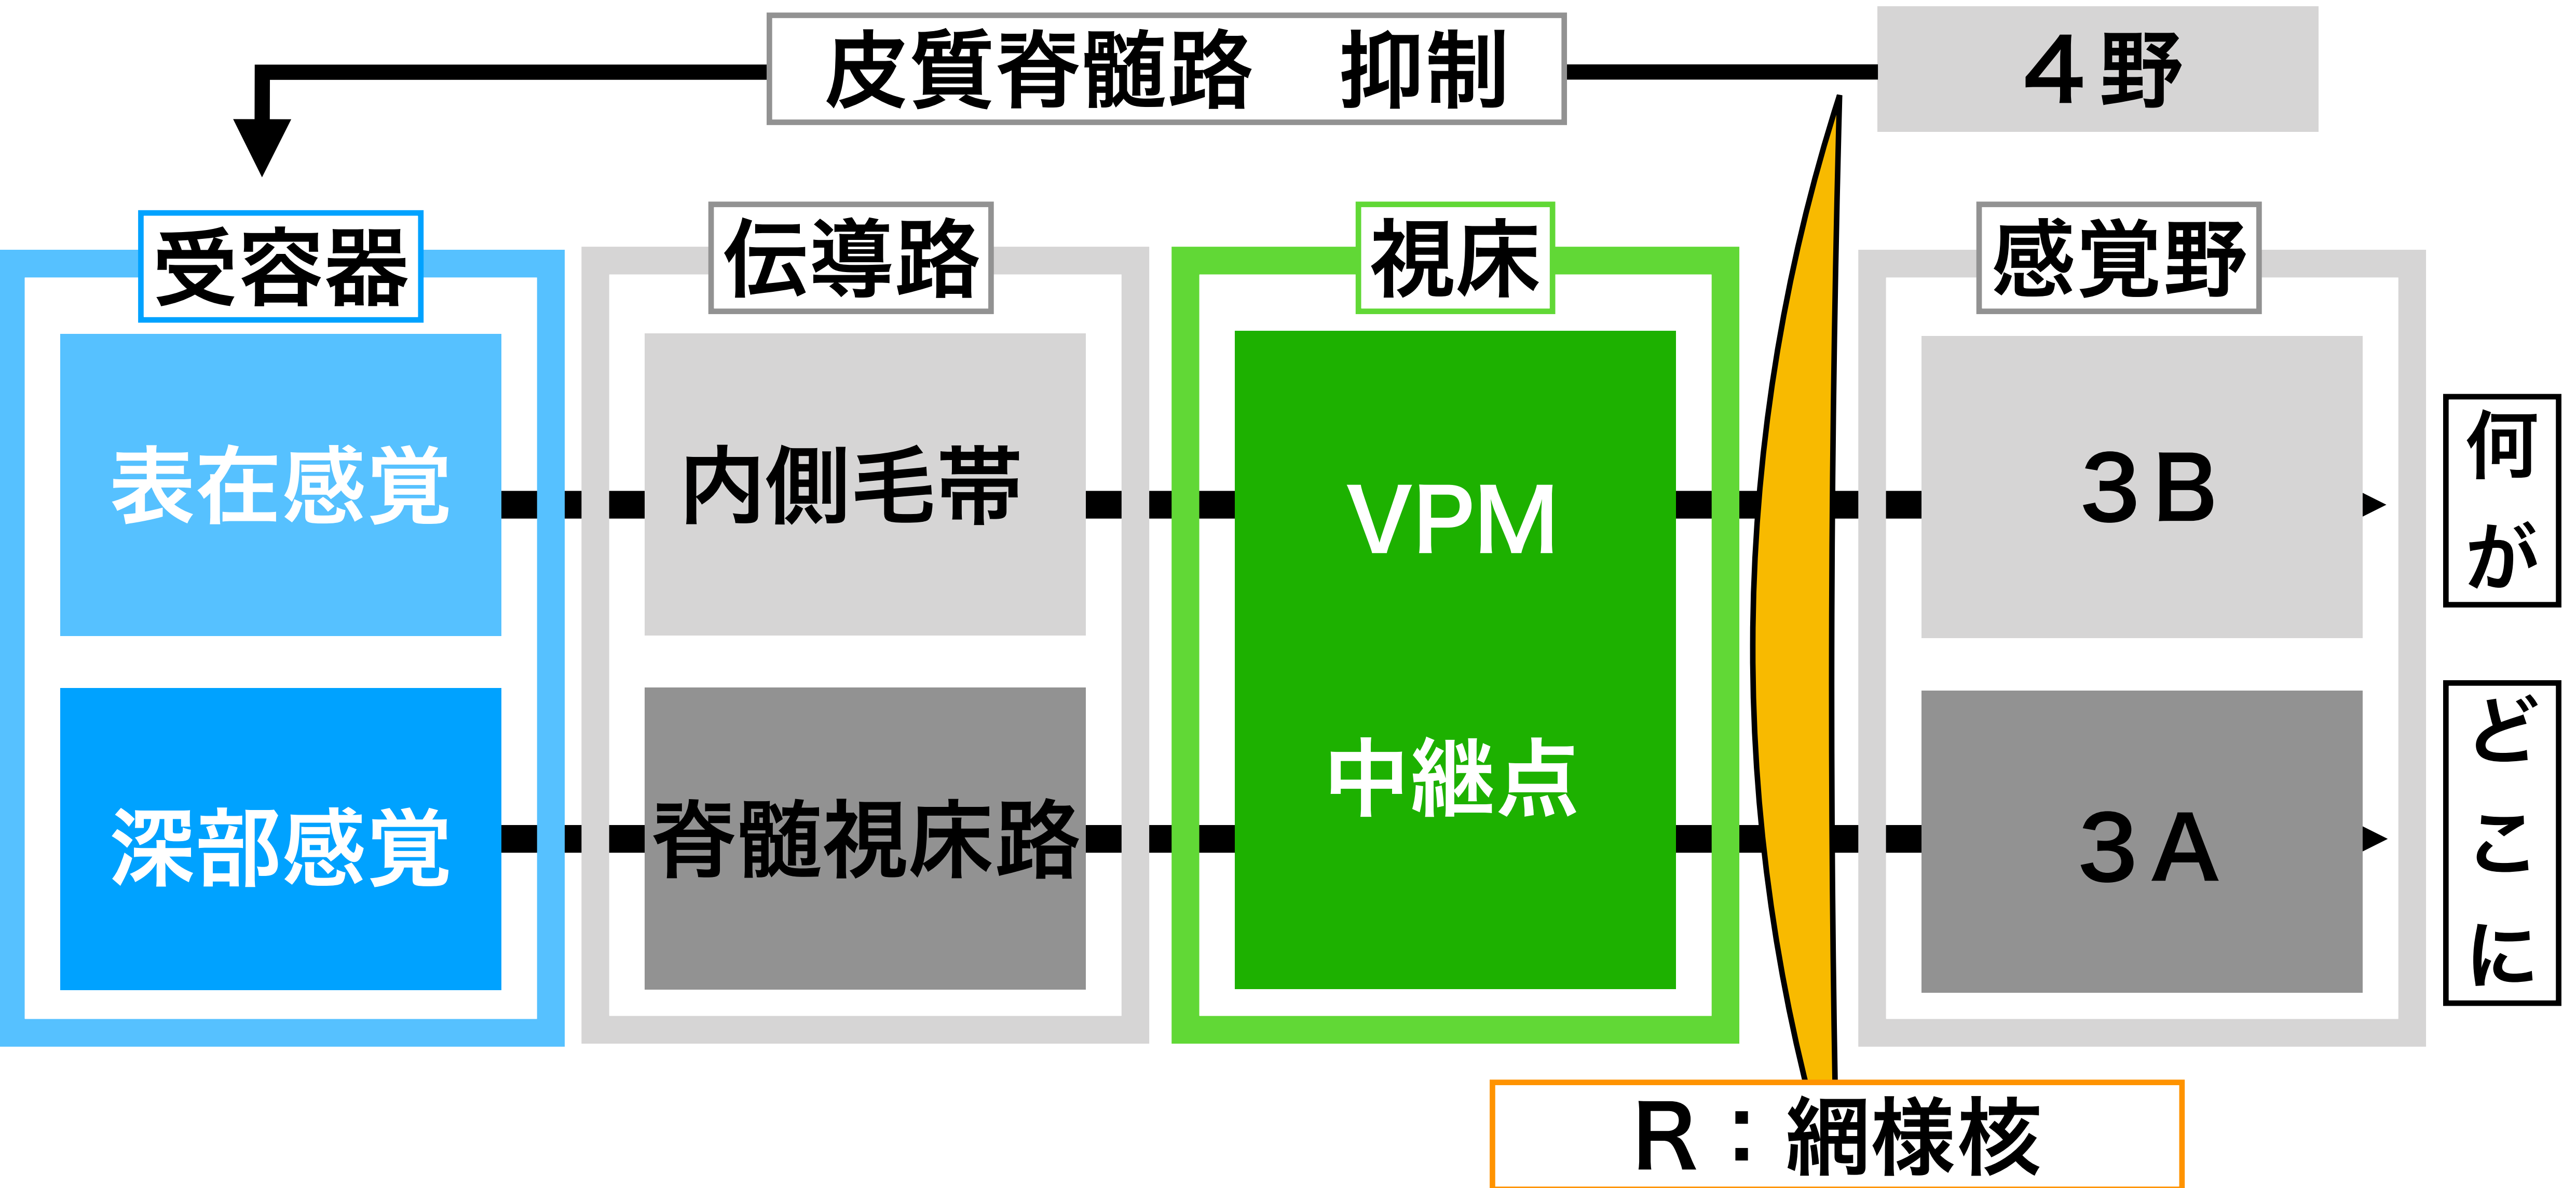 皮質脊髄路　抑制
４野
受容器
伝導路
視床
感覚野
表在感覚
内側毛帯
VPM
３B
何が
深部感覚
脊髄視床路
中継点
３A
どこに
R：網様核